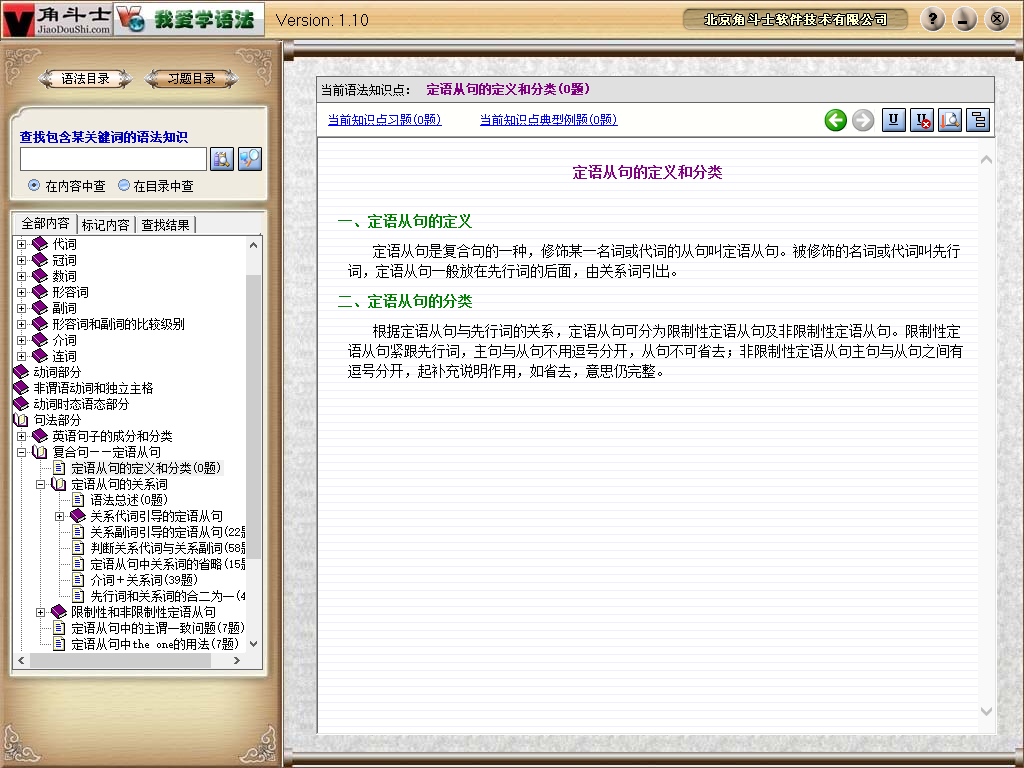 角斗士
JiaoDouShi.com
我爱学语法
Version: 1.10
北京角斗士软件技术有限公司
?
语法目录
习题目录
查找包含某关键词的语法知识
在内容中查
在目录中查
全部内容
标记内容
查找结果
代词
冠词
数词
形容词
副词
形容词和副词的比较级别
介词
连词
动词部分
非谓语动词和独立主格
动词时态语态部分
句法部分
英语句子的成分和分类
复合句－－定语从句
定语从句的定义和分类(0题)
定语从句的关系词
语法总述(0题)
关系代词引导的定语从句
关系副词引导的定语从句(22题
判断关系代词与关系副词(58题
定语从句中关系词的省略(15题
介词＋关系词(39题)
先行词和关系词的合二为一(4
限制性和非限制性定语从句
定语从句中的主谓一致问题(7题)
定语从句中the one的用法(7题)
当前语法知识点： 定语从句的定义和分类(0题)
当前知识点习题(0题)
当前知识点典型例题(0题)
U
U
定语从句的定义和分类
一、定语从句的定义
定语从句是复合句的一种，修饰某一名词或代词的从句叫定语从句。被修饰的名词或代词叫先行
词，定语从句一般放在先行词的后面，由关系词引出。
二、定语从句的分类
根据定语从句与先行词的关系，定语从句可分为限制性定语从句及非限制性定语从句。限制性定
语从句紧跟先行词，主句与从句不用逗号分开，从句不可省去；非限制性定语从句主句与从句之间有
逗号分开，起补充说明作用，如省去，意思仍完整。